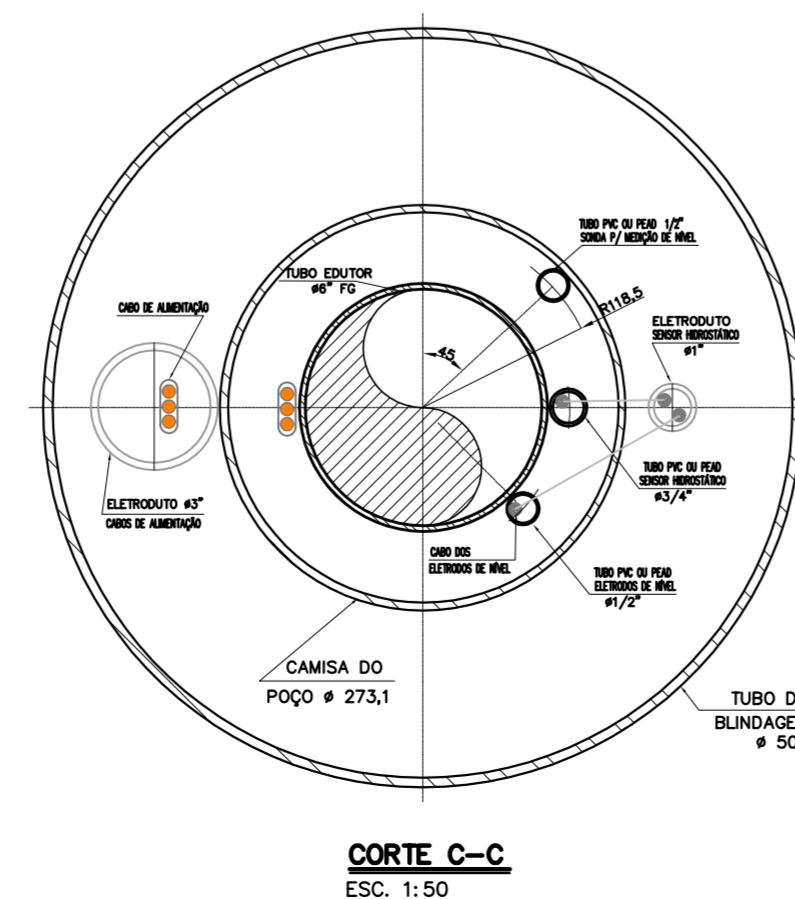 TUBO PVC OU PEAD 1/2"
SONDA P/ MEDIÇÃO DE NÍVEL
TUBO EDUTOR
ø6" FG
CABO DE ALIMENTAÇÃO
R118,5
45
ELETRODUTO
SENSOR HIDROSTÁTICO
ø1"
TUBO PVC OU PEAD
SENSOR HIDROSTÁTICO
ø3/4"
ELETRODUTO ø3"
CABOS DE ALIMENTAÇÃO
CABO DOS
ELETRODOS DE NÍVEL
TUBO PVC OU PEAD
ELETRODOS DE NÍVEL
ø1/2"
CAMISA DO
POÇO ø 273,1
TUBO D
BLINDAGE
ø 50
CORTE C-C
ESC. 1:50